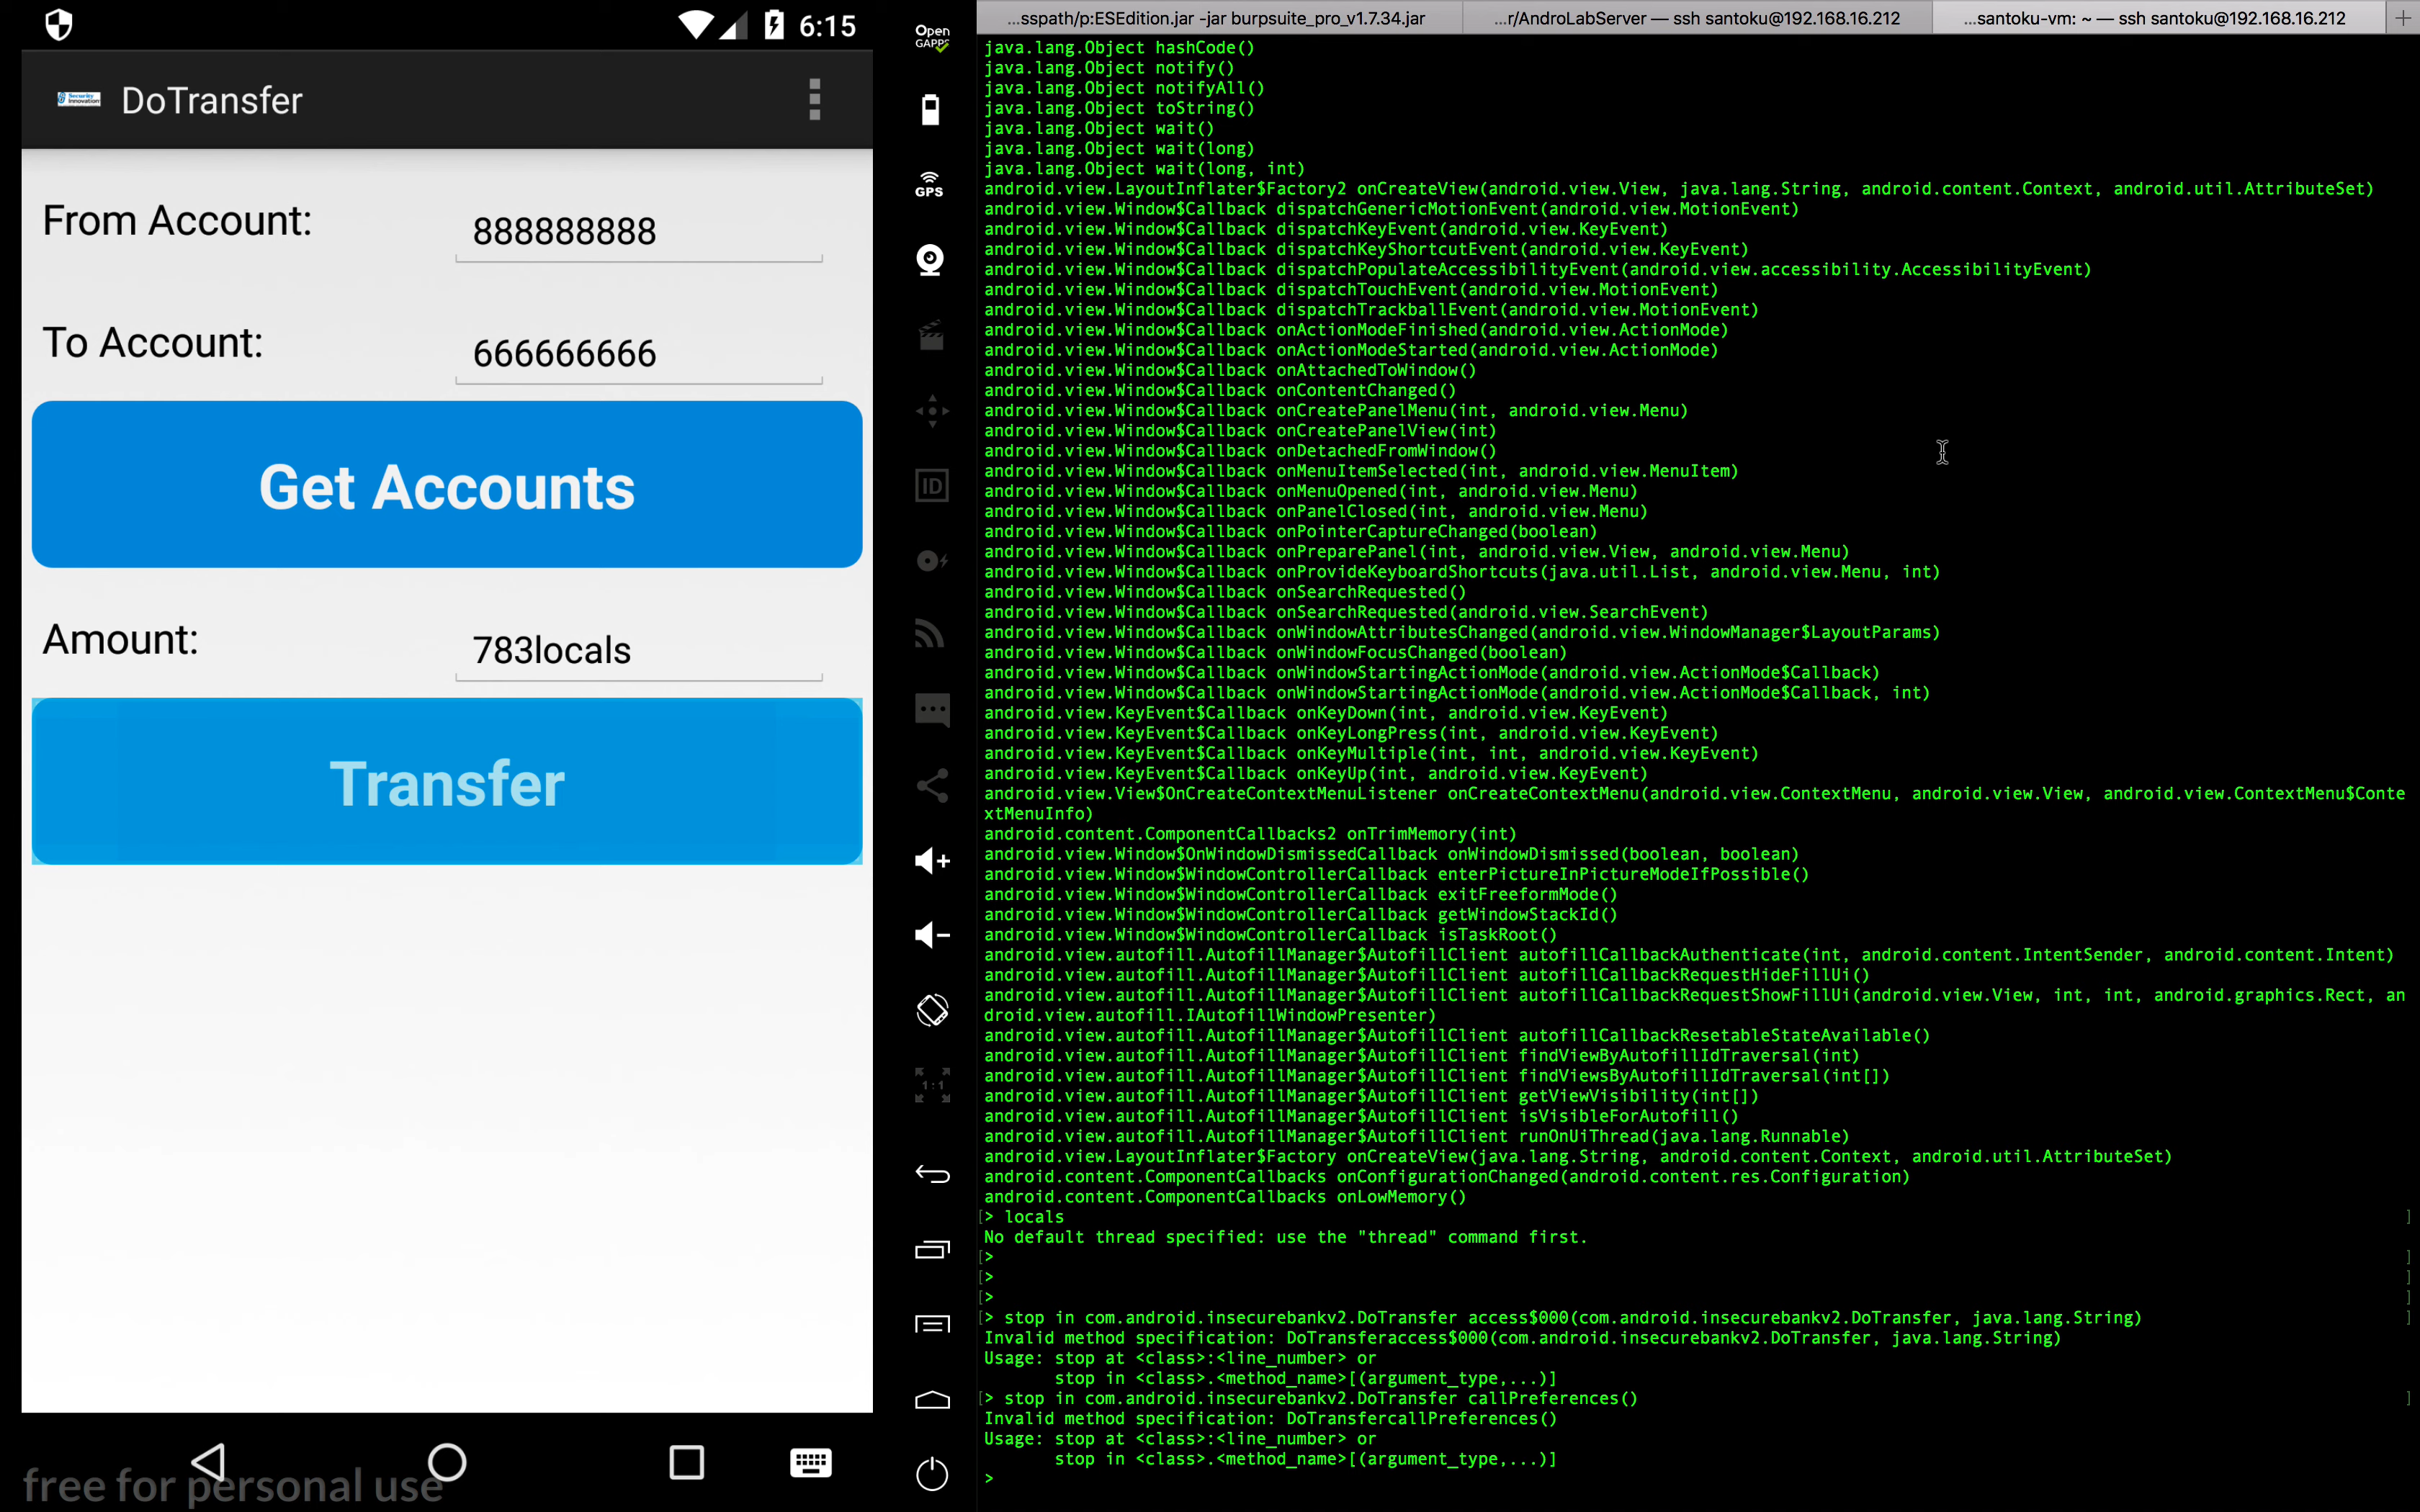 6:15
Security
Innovation
DoTransfer
From Account:
888888888
To Account:
666666666
Get Accounts
Amount:
783locals
Transfer
free for personal use
Open
GAPPS
GPS
ID
1:1
...sspath/p:ESEdition.jar -jar burpsuite_pro_v1.7.34.jar
...r/AndroLabServer — ssh santoku@192.168.16.212
...santoku-vm: ~ — ssh santoku@192.168.16.212
java.lang.Object hashCode()
java.lang.Object notify()
java.lang.Object notifyAll()
java.lang.Object toString()
java.lang.Object wait()
java.lang.Object wait(long)
java.lang.Object wait(long, int)
android.view.LayoutInflater$Factory2 onCreateView(android.view.View, java.lang.String, android.content.Context, android.util.AttributeSet)
android.view.Window$Callback dispatchGenericMotionEvent(android.view.MotionEvent)
android.view.Window$Callback dispatchKeyEvent(android.view.KeyEvent)
android.view.Window$Callback dispatchKeyShortcutEvent(android.view.KeyEvent)
android.view.Window$Callback dispatchPopulateAccessibilityEvent(android.view.accessibility.AccessibilityEvent)
android.view.Window$Callback dispatchTouchEvent(android.view.MotionEvent)
android.view.Window$Callback dispatchTrackballEvent(android.view.MotionEvent)
android.view.Window$Callback onActionModeFinished(android.view.ActionMode)
android.view.Window$Callback onActionModeStarted(android.view.ActionMode)
android.view.Window$Callback onAttachedToWindow()
android.view.Window$Callback onContentChanged()
android.view.Window$Callback onCreatePanelMenu(int, android.view.Menu)
android.view.Window$Callback onCreatePanelView(int)
android.view.Window$Callback onDetachedFromWindow()
android.view.Window$Callback onMenuItemSelected(int, android.view.MenuItem)
android.view.Window$Callback onMenuOpened(int, android.view.Menu)
android.view.Window$Callback onPanelClosed(int, android.view.Menu)
android.view.Window$Callback onPointerCaptureChanged(boolean)
android.view.Window$Callback onPreparePanel(int, android.view.View, android.view.Menu)
android.view.Window$Callback onProvideKeyboardShortcuts(java.util.List, android.view.Menu, int)
android.view.Window$Callback onSearchRequested()
android.view.Window$Callback onSearchRequested(android.view.SearchEvent)
android.view.Window$Callback onWindowAttributesChanged(android.view.WindowManager$LayoutParams)
android.view.Window$Callback onWindowFocusChanged(boolean)
android.view.Window$Callback onWindowStartingActionMode(android.view.ActionMode$Callback)
android.view.Window$Callback onWindowStartingActionMode(android.view.ActionMode$Callback, int)
android.view.KeyEvent$Callback onKeyDown(int, android.view.KeyEvent)
android.view.KeyEvent$Callback onKeyLongPress(int, android.view.KeyEvent)
android.view.KeyEvent$Callback onKeyMultiple(int, int, android.view.KeyEvent)
android.view.KeyEvent$Callback onKeyUp(int, android.view.KeyEvent)
android.view.View$OnCreateContextMenuListener onCreateContextMenu(android.view.ContextMenu, android.view.View, android.view.ContextMenu$Conte
xtMenuInfo)
android.content.ComponentCallbacks2 onTrimMemory(int)
android.view.Window$OnWindowDismissedCallback onWindowDismissed(boolean, boolean)
android.view.Window$WindowControllerCallback enterPictureInPictureModeIfPossible()
android.view.Window$WindowControllerCallback exitFreeformMode()
android.view.Window$WindowControllerCallback getWindowStackId()
android.view.Window$WindowControllerCallback isTaskRoot()
android.view.autofill.AutofillManager$AutofillClient autofillCallbackAuthenticate(int, android.content.IntentSender, android.content.Intent)
android.view.autofill.AutofillManager$AutofillClient autofillCallbackRequestHideFillUi()
android.view.autofill.AutofillManager$AutofillClient autofillCallbackRequestShowFillUi(android.view.View, int, int, android.graphics.Rect, an
droid.view.autofill.IAutofillWindowPresenter)
android.view.autofill.AutofillManager$AutofillClient autofillCallbackResetableStateAvailable()
android.view.autofill.AutofillManager$AutofillClient findViewByAutofillIdTraversal(int)
android.view.autofill.AutofillManager$AutofillClient findViewsByAutofillIdTraversal(int[])
android.view.autofill.AutofillManager$AutofillClient getViewVisibility(int[])
android.view.autofill.AutofillManager$AutofillClient isVisibleForAutofill()
android.view.autofill.AutofillManager$AutofillClient runOnUiThread(java.lang.Runnable)
android.view.LayoutInflater$Factory onCreateView(java.lang.String, android.content.Context, android.util.AttributeSet)
android.content.ComponentCallbacks onConfigurationChanged(android.content.res.Configuration)
android.content.ComponentCallbacks onLowMemory()
[> locals ]
No default thread specified: use the "thread" command first.
[> ]
[> ]
[> ]
[> stop in com.android.insecurebankv2.DoTransfer access$000(com.android.insecurebankv2.DoTransfer, java.lang.String) ]
Invalid method specification: DoTransferaccess$000(com.android.insecurebankv2.DoTransfer, java.lang.String)
Usage: stop at <class>:<line_number> or
stop in <class>.<method_name>[(argument_type,...)]
[> stop in com.android.insecurebankv2.DoTransfer callPreferences() ]
Invalid method specification: DoTransfercallPreferences()
Usage: stop at <class>:<line_number> or
stop in <class>.<method_name>[(argument_type,...)]
>